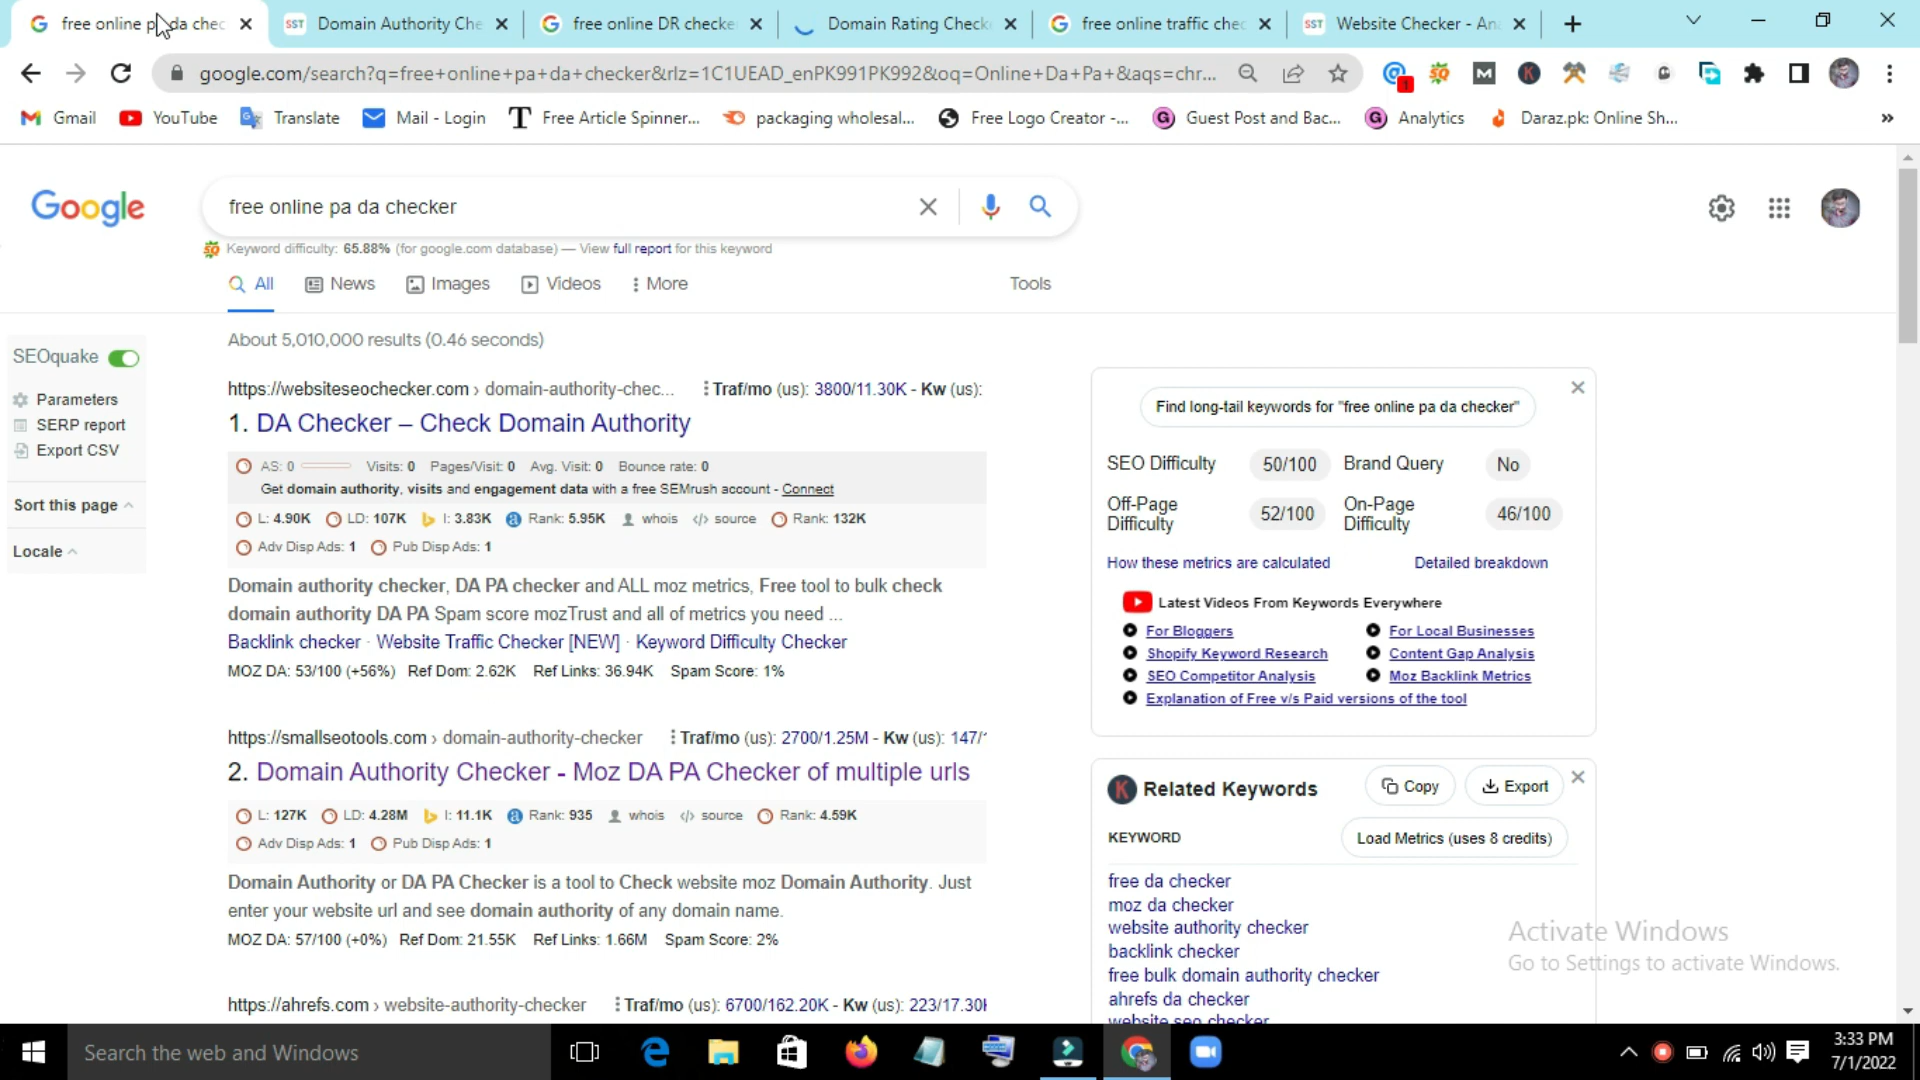 free online pa da chec
Domain Authority Che
free online DR checke
Domain Rating Check
free online traffic chec
Website Checker - An
google.com/search?q=free+online+pa+da+checker&rlz=1C1UEAD_enPK991PK992&oq=Online+Da+Pa+&aqs=chr...
Gmail
YouTube
Translate
Mail - Login
Free Article Spinner...
packaging wholesal...
Free Logo Creator -...
Guest Post and Bac...
Analytics
Daraz.pk: Online Sh...
»
Google
free online pa da checker
Keyword difficulty: 65.88% (for google.com database) — View full report for this keyword
All
News
Images
Videos
More
Tools
About 5,010,000 results (0.46 seconds)
SEOquake
Parameters
SERP report
Export CSV
Sort this page
Locale
https://websiteseochecker.com › domain-authority-chec...
Traf/mo (us): 3800/11.30K - Kw (us):
1. DA Checker – Check Domain Authority
AS: 0 Visits: 0 Pages/Visit: 0 Avg. Visit: 0 Bounce rate: 0
Get domain authority, visits and engagement data with a free SEMrush account - Connect
L: 4.90K LD: 107K I: 3.83K Rank: 5.95K whois source Rank: 132K
Adv Disp Ads: 1 Pub Disp Ads: 1
Domain authority checker, DA PA checker and ALL moz metrics, Free tool to bulk check
domain authority DA PA Spam score mozTrust and all of metrics you need ...
Backlink checker · Website Traffic Checker [NEW] · Keyword Difficulty Checker
MOZ DA: 53/100 (+56%) Ref Dom: 2.62K Ref Links: 36.94K Spam Score: 1%
https://smallseotools.com › domain-authority-checker
Traf/mo (us): 2700/1.25M - Kw (us): 147/
2. Domain Authority Checker - Moz DA PA Checker of multiple urls
L: 127K LD: 4.28M I: 11.1K Rank: 935 whois source Rank: 4.59K
Adv Disp Ads: 1 Pub Disp Ads: 1
Domain Authority or DA PA Checker is a tool to Check website moz Domain Authority. Just
enter your website url and see domain authority of any domain name.
MOZ DA: 57/100 (+0%) Ref Dom: 21.55K Ref Links: 1.66M Spam Score: 2%
https://ahrefs.com › website-authority-checker
Traf/mo (us): 6700/162.20K - Kw (us): 223/17.30
Find long-tail keywords for "free online pa da checker"
SEO Difficulty 50/100 Brand Query No
Off-Page Difficulty 52/100 On-Page Difficulty 46/100
How these metrics are calculated
Detailed breakdown
Latest Videos From Keywords Everywhere
For Bloggers
For Local Businesses
Shopify Keyword Research
Content Gap Analysis
SEO Competitor Analysis
Moz Backlink Metrics
Explanation of Free v/s Paid versions of the tool
Related Keywords
Copy
Export
KEYWORD
Load Metrics (uses 8 credits)
free da checker
moz da checker
website authority checker
backlink checker
free bulk domain authority checker
ahrefs da checker
website seo checker
Activate Windows
Go to Settings to activate Windows.
Search the web and Windows
3:33 PM
7/1/2022